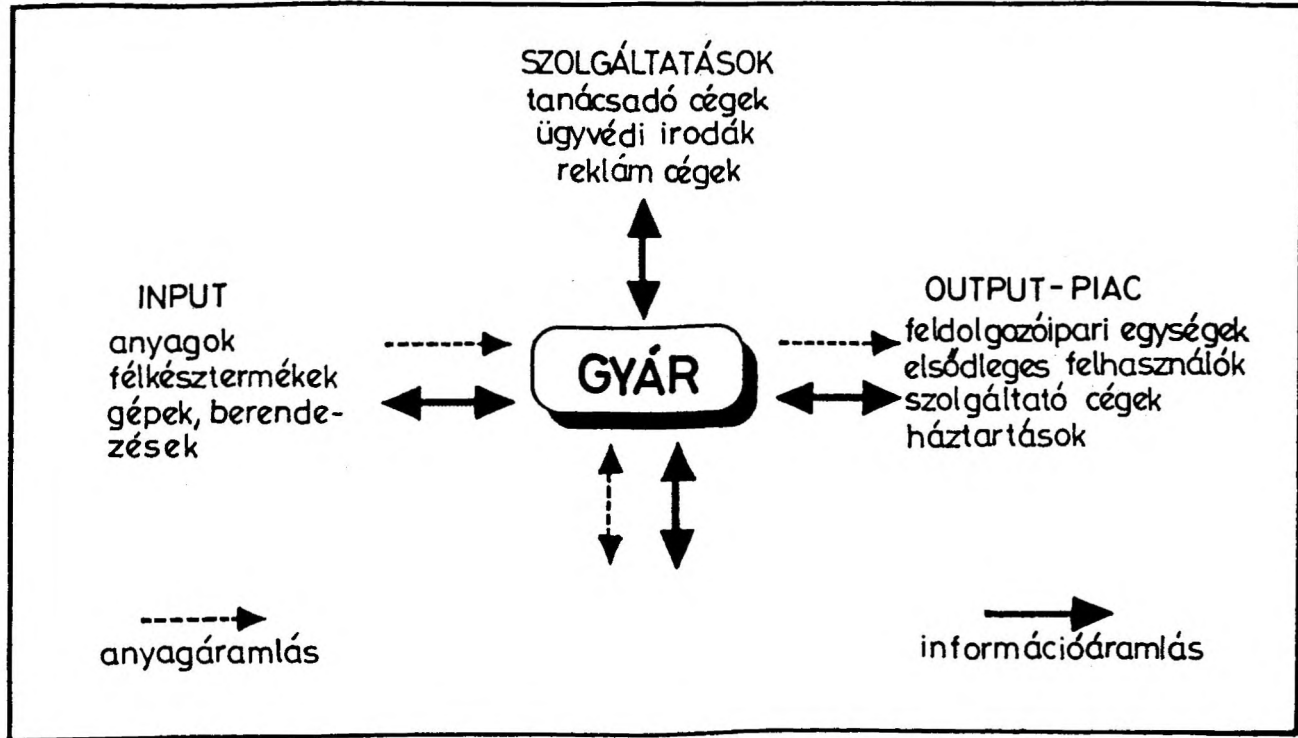 SZOLGÁLTATÁSOK
tanácsadó cégek
ügyvédi irodák
reklám cégek
INPUT
anyagok
félkésztermékek
gépek, berende-
zések
GYÁR
OUTPUT-PIAC
feldolgozóipari egységek
elsődleges felhasználók
szolgáltató cégek
háztartások
anyagáramlás
információáramlás